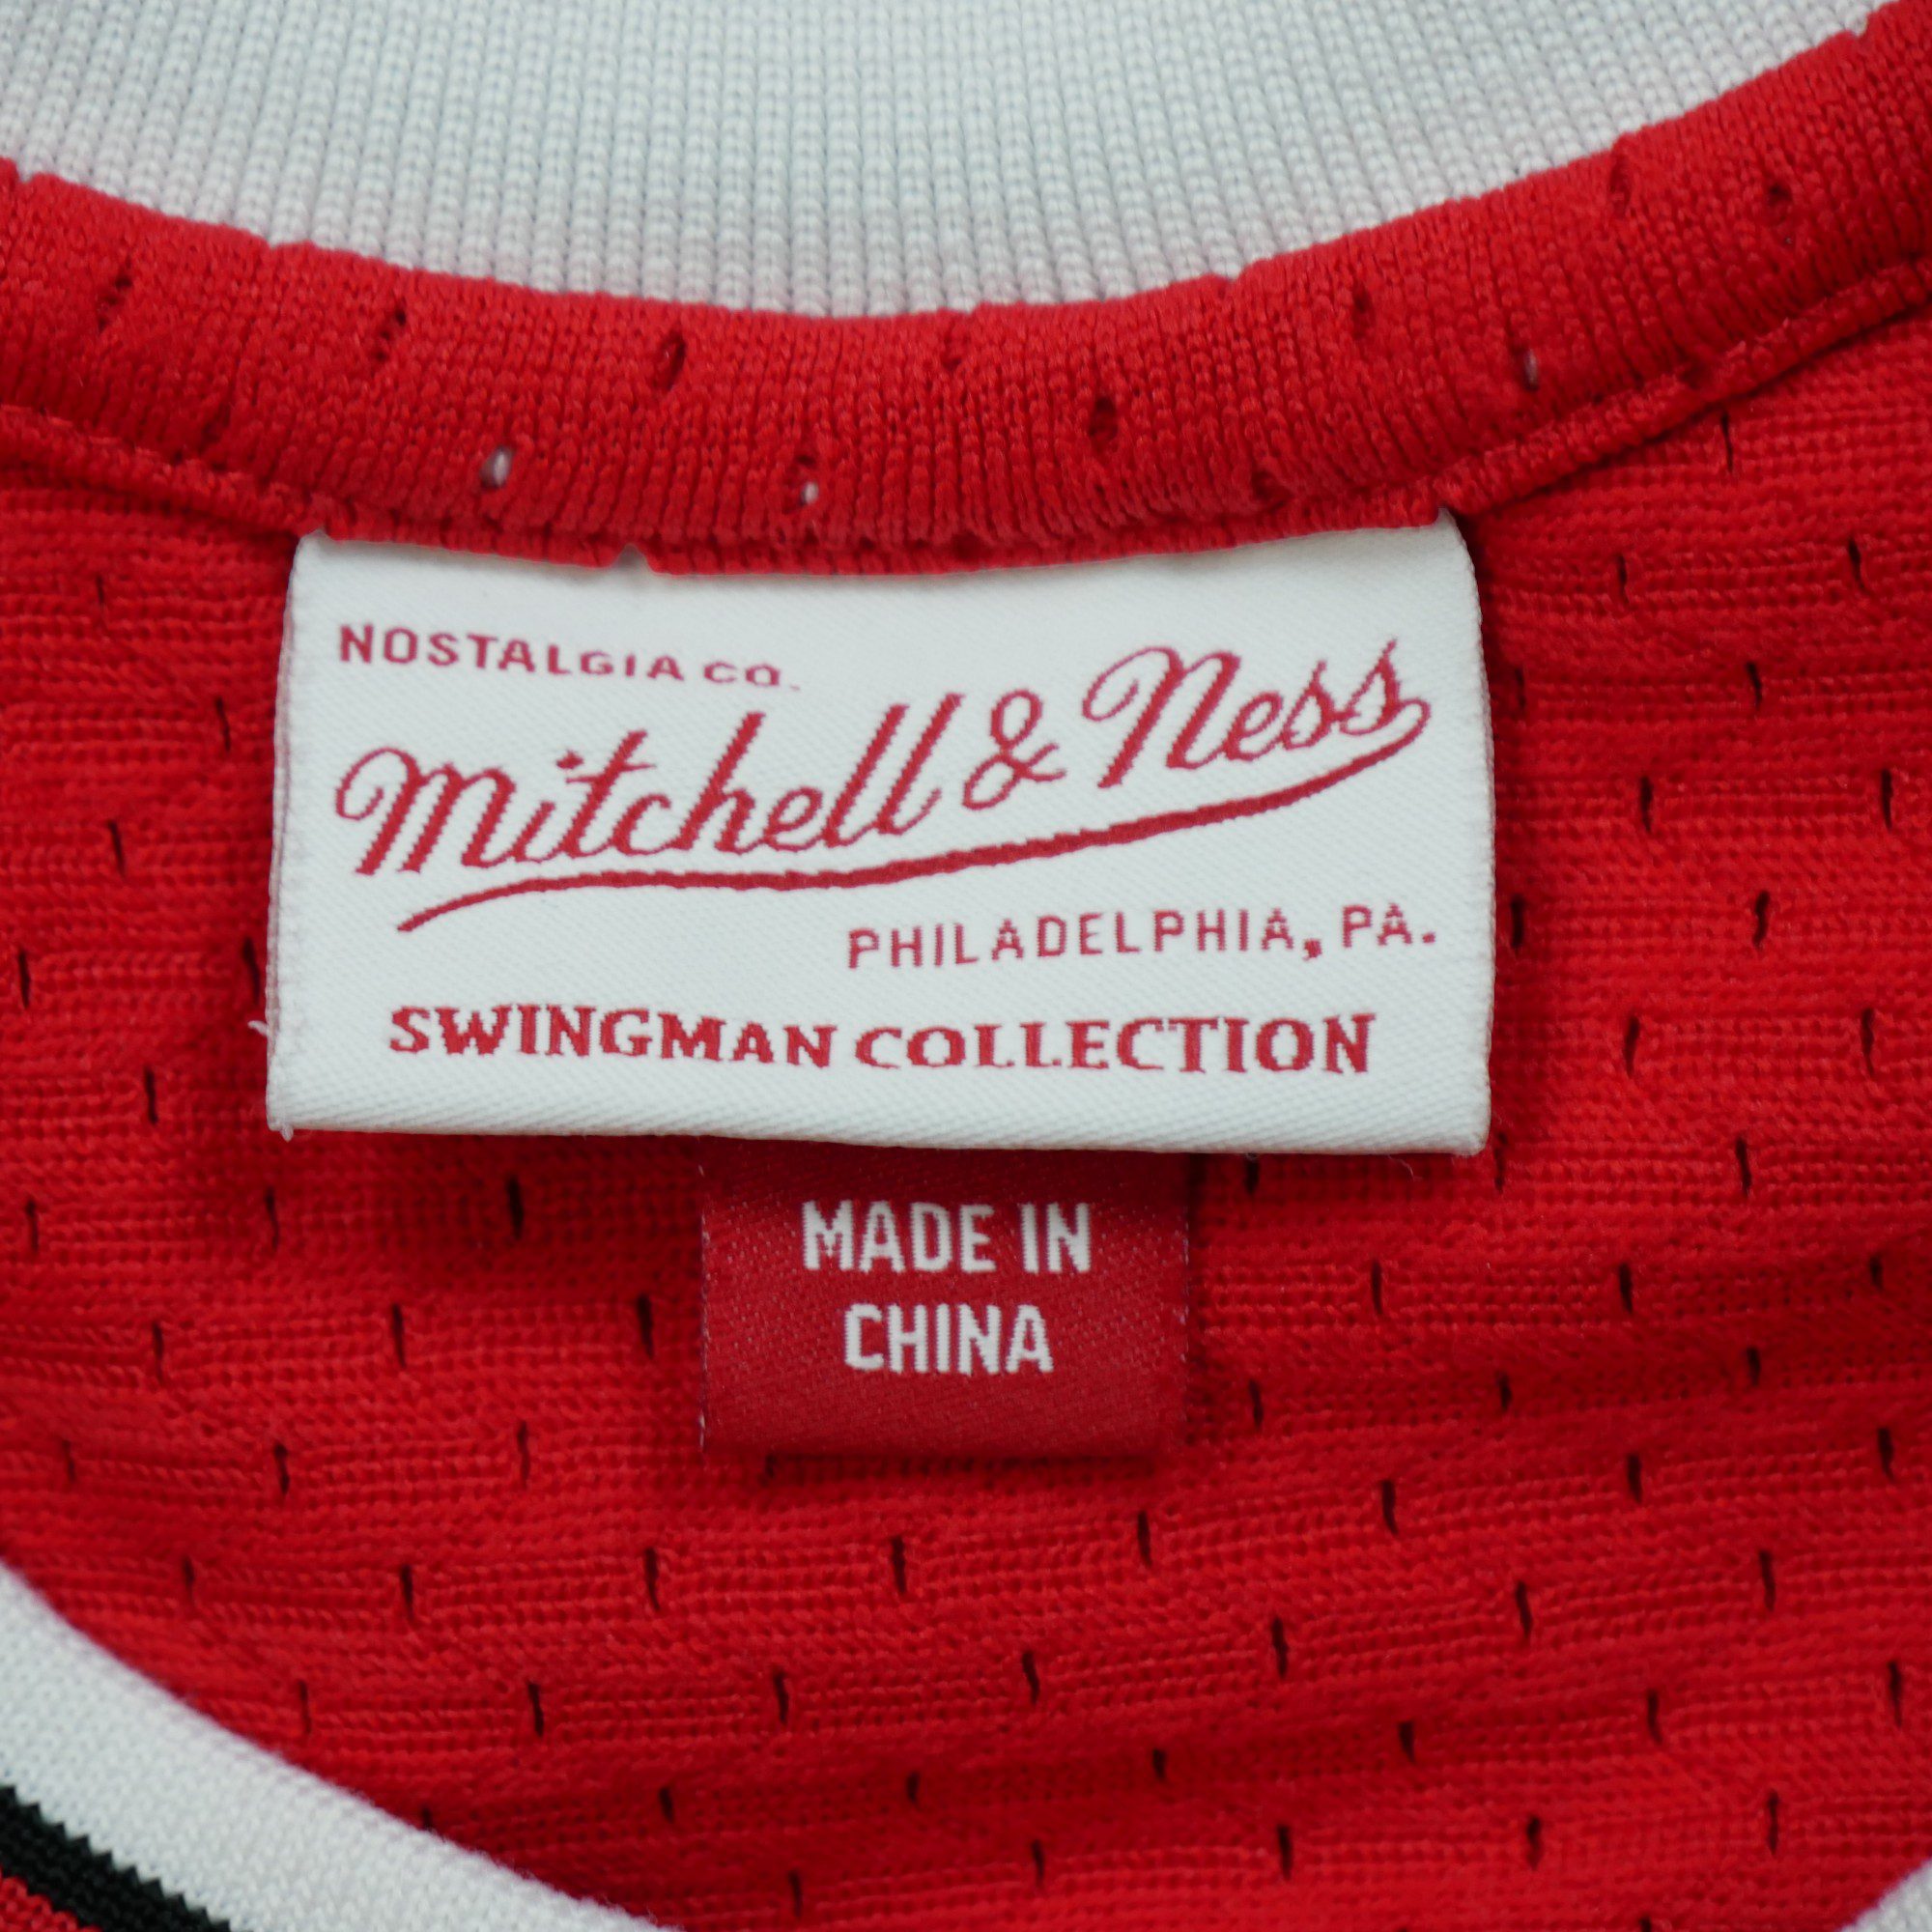 NOSTALGIA CO.
Mitchell & Ness
PHILADELPHIA, PA.
SWINGMAN COLLECTION
MADE IN
CHINA